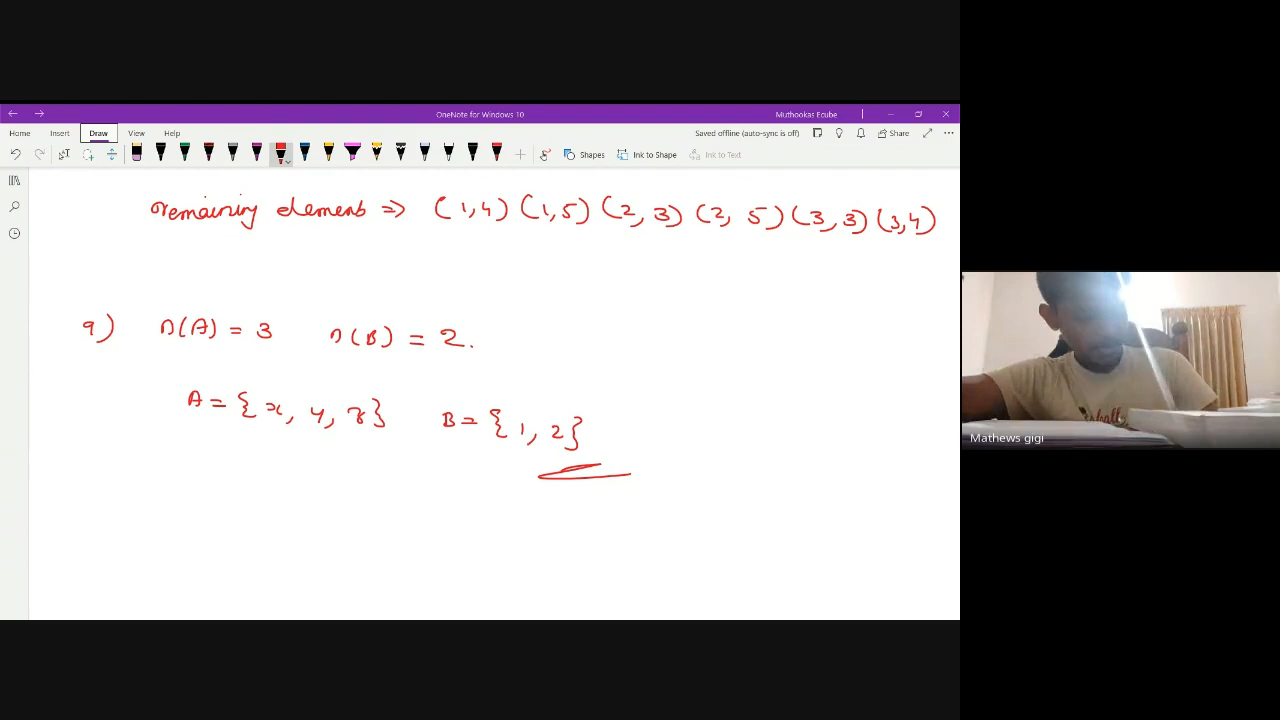 OneNote for Windows 10
Muthookas Ecube
Home Insert Draw View Help
Saved offline (auto-sync is off)
Share
Shapes
Ink to Shape
Ink to Text
remaining element => (1,4) (1,5) (2, 3) (2, 5) (3, 3) (3,4)
9) n(A) = 3 n(B) = 2.
A = {x, y, z} B = {1, 2}
Mathews gigi